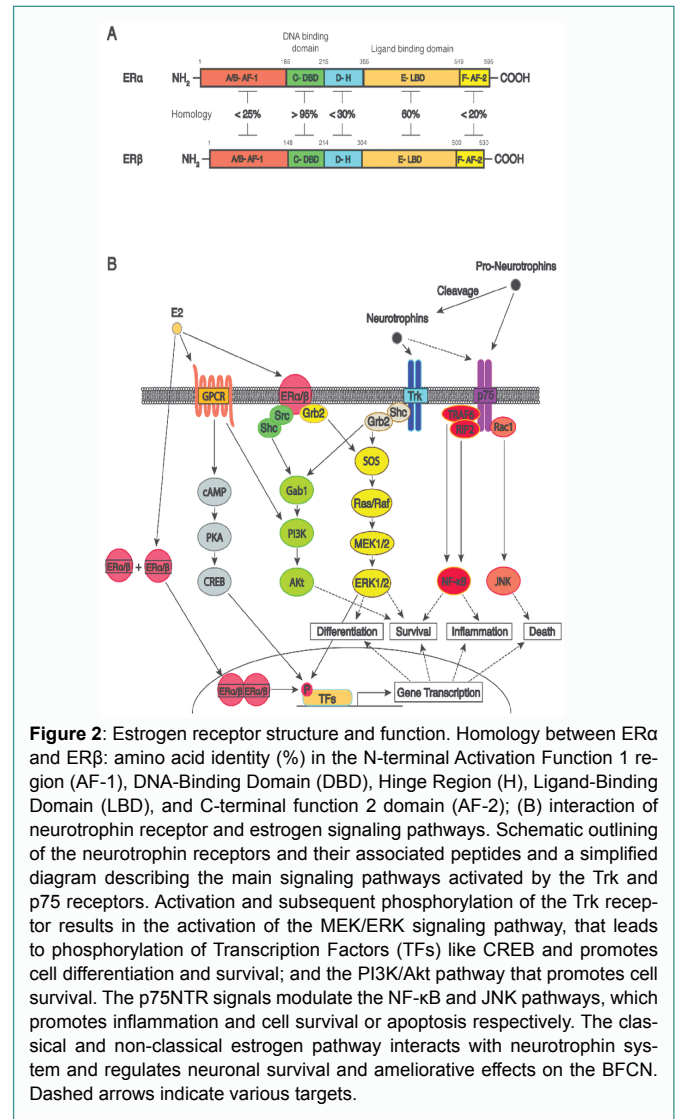 A
DNA binding
domain
Ligand binding domain
1 185 215 355 549 595
ERα NH2 A/B- AF-1 C- DBD D- H E- LBD F- AF-2 COOH
Homology < 25% > 95% < 30% 60% < 20%
1 148 214 304 500 530
ERβ NH2 A/B- AF-1 C- DBD D- H E- LBD F- AF-2 COOH
B
Pro-Neurotrophins
Cleavage
E2
Neurotrophins
GPCR ERα/β Trk p75
Src Grb2 Shc TRAF6
Shc Grb2 RIP2 Rac1
SOS
cAMP Gab1
Ras/Raf
PKA PI3K
MEK1/2
ERα/β + ERα/β CREB AKt ERK1/2 NF-κB JNK
Differentiation Survival Inflammation Death
ERα/β ERα/β P TFs Gene Transcription
Figure 2: Estrogen receptor structure and function. Homology between ERα
and ERβ: amino acid identity (%) in the N-terminal Activation Function 1 re-
gion (AF-1), DNA-Binding Domain (DBD), Hinge Region (H), Ligand-Binding
Domain (LBD), and C-terminal function 2 domain (AF-2); (B) interaction of
neurotrophin receptor and estrogen signaling pathways. Schematic outlining
of the neurotrophin receptors and their associated peptides and a simplified
diagram describing the main signaling pathways activated by the Trk and
p75 receptors. Activation and subsequent phosphorylation of the Trk recep-
tor results in the activation of the MEK/ERK signaling pathway, that leads
to phosphorylation of Transcription Factors (TFs) like CREB and promotes
cell differentiation and survival; and the PI3K/Akt pathway that promotes cell
survival. The p75NTR signals modulate the NF-κB and JNK pathways, which
promotes inflammation and cell survival or apoptosis respectively. The clas-
sical and non-classical estrogen pathway interacts with neurotrophin sys-
tem and regulates neuronal survival and ameliorative effects on the BFCN.
Dashed arrows indicate various targets.